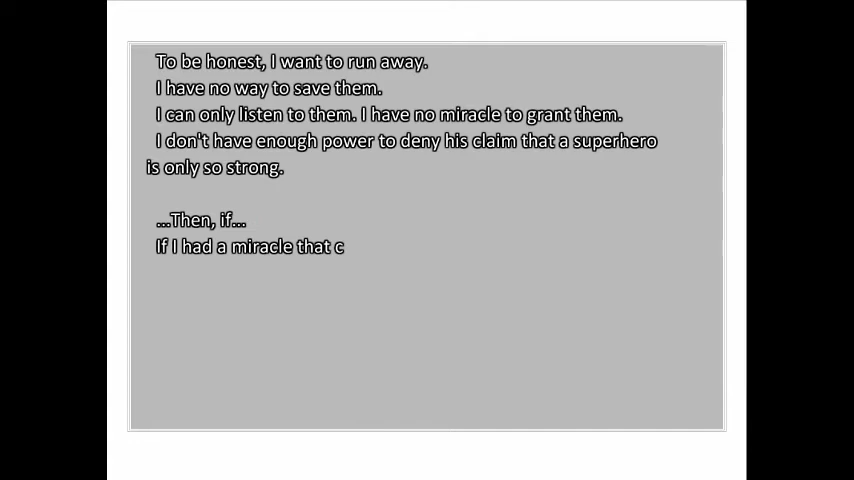 To be honest, I want to run away.
I have no way to save them.
I can only listen to them. I have no miracle to grant them.
I don't have enough power to deny his claim that a superhero
is only so strong.
...Then, if...
If I had a miracle that c